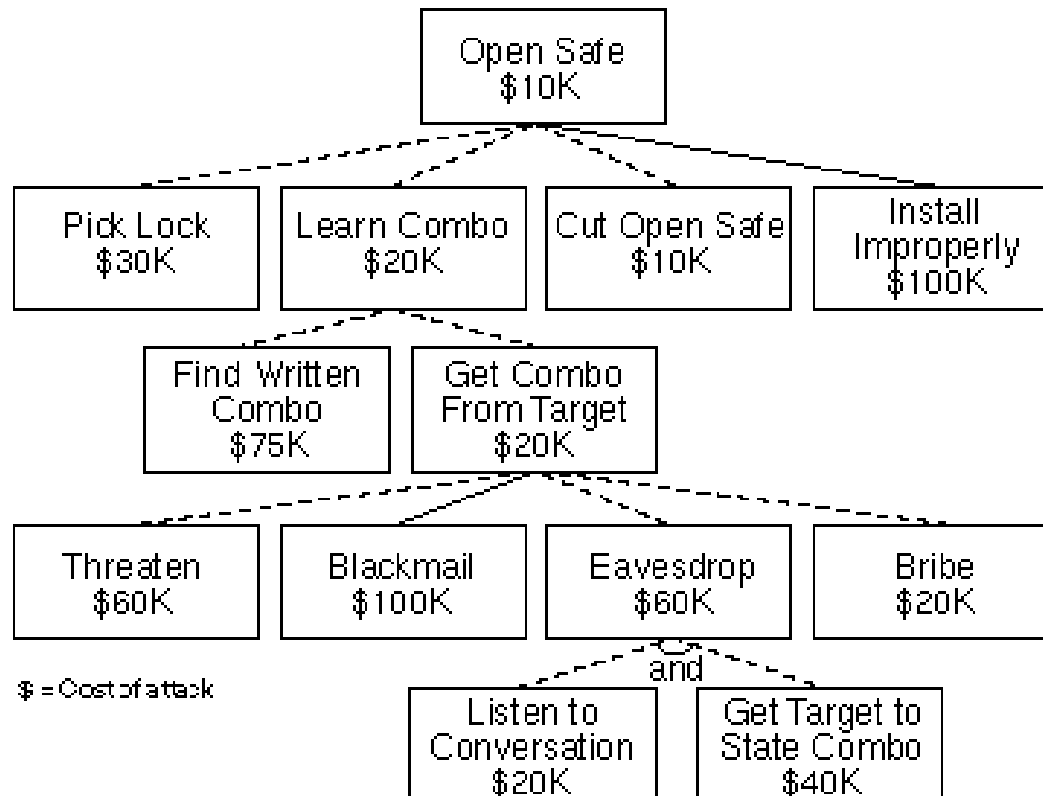 Open Safe
$10K
Pick Lock
$30K
Learn Combo
$20K
Cut Open Safe
$10K
Install
Improperly
$100K
Find Written
Combo
$75K
Get Combo
From Target
$20K
Threaten
$60K
Blackmail
$100K
Eavesdrop
$60K
Bribe
$20K
and
$ = Cost of attack
Listen to
Conversation
$20K
Get Target to
State Combo
$40K